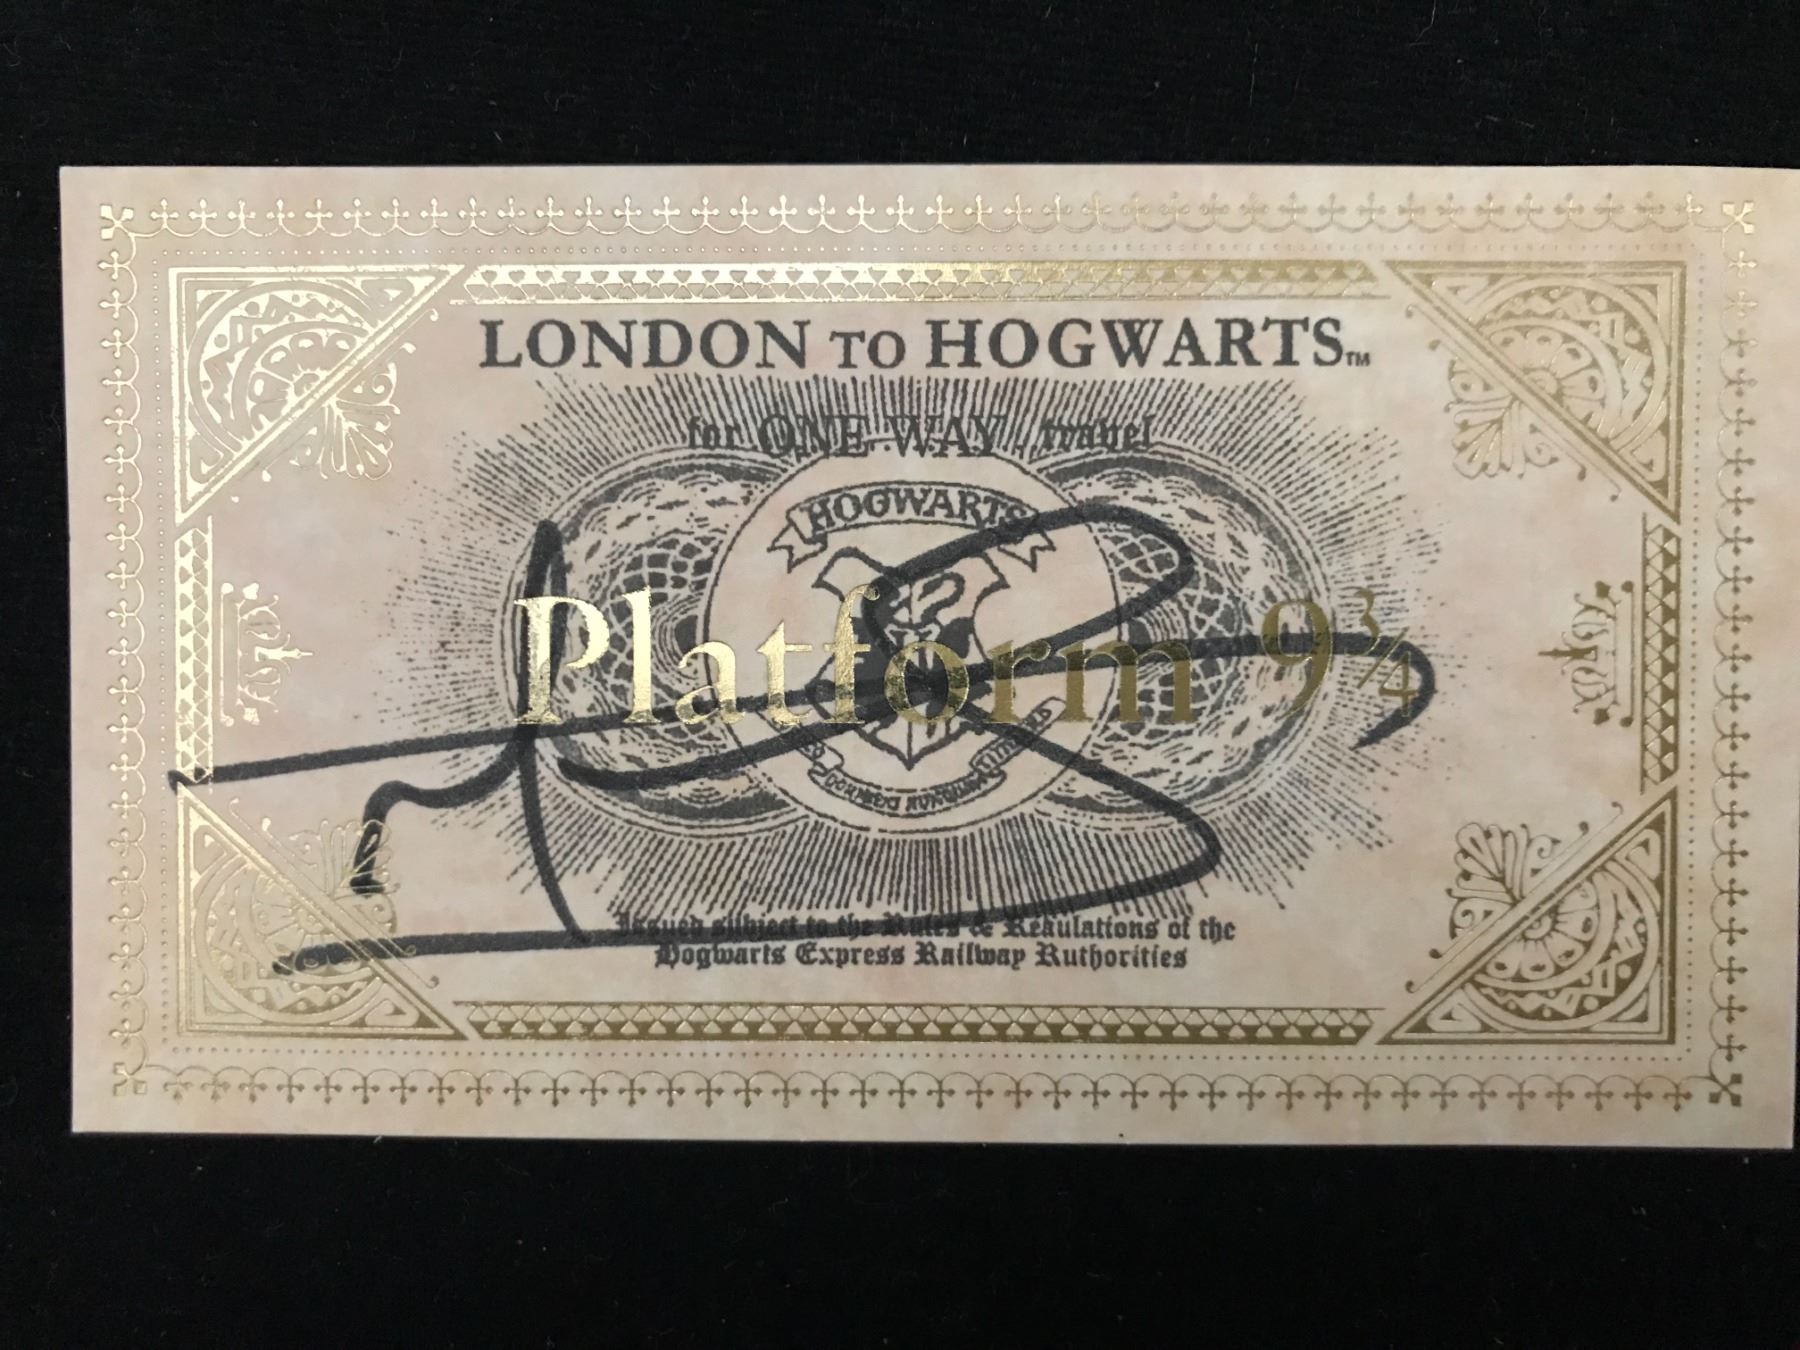 LONDON TO HOGWARTS™
for ONE WAY travel
HOGWARTS
Platform 9¾
NUNQUAM
Issued subject to the Rules & Regulations of the
Hogwarts Express Railway Authorities